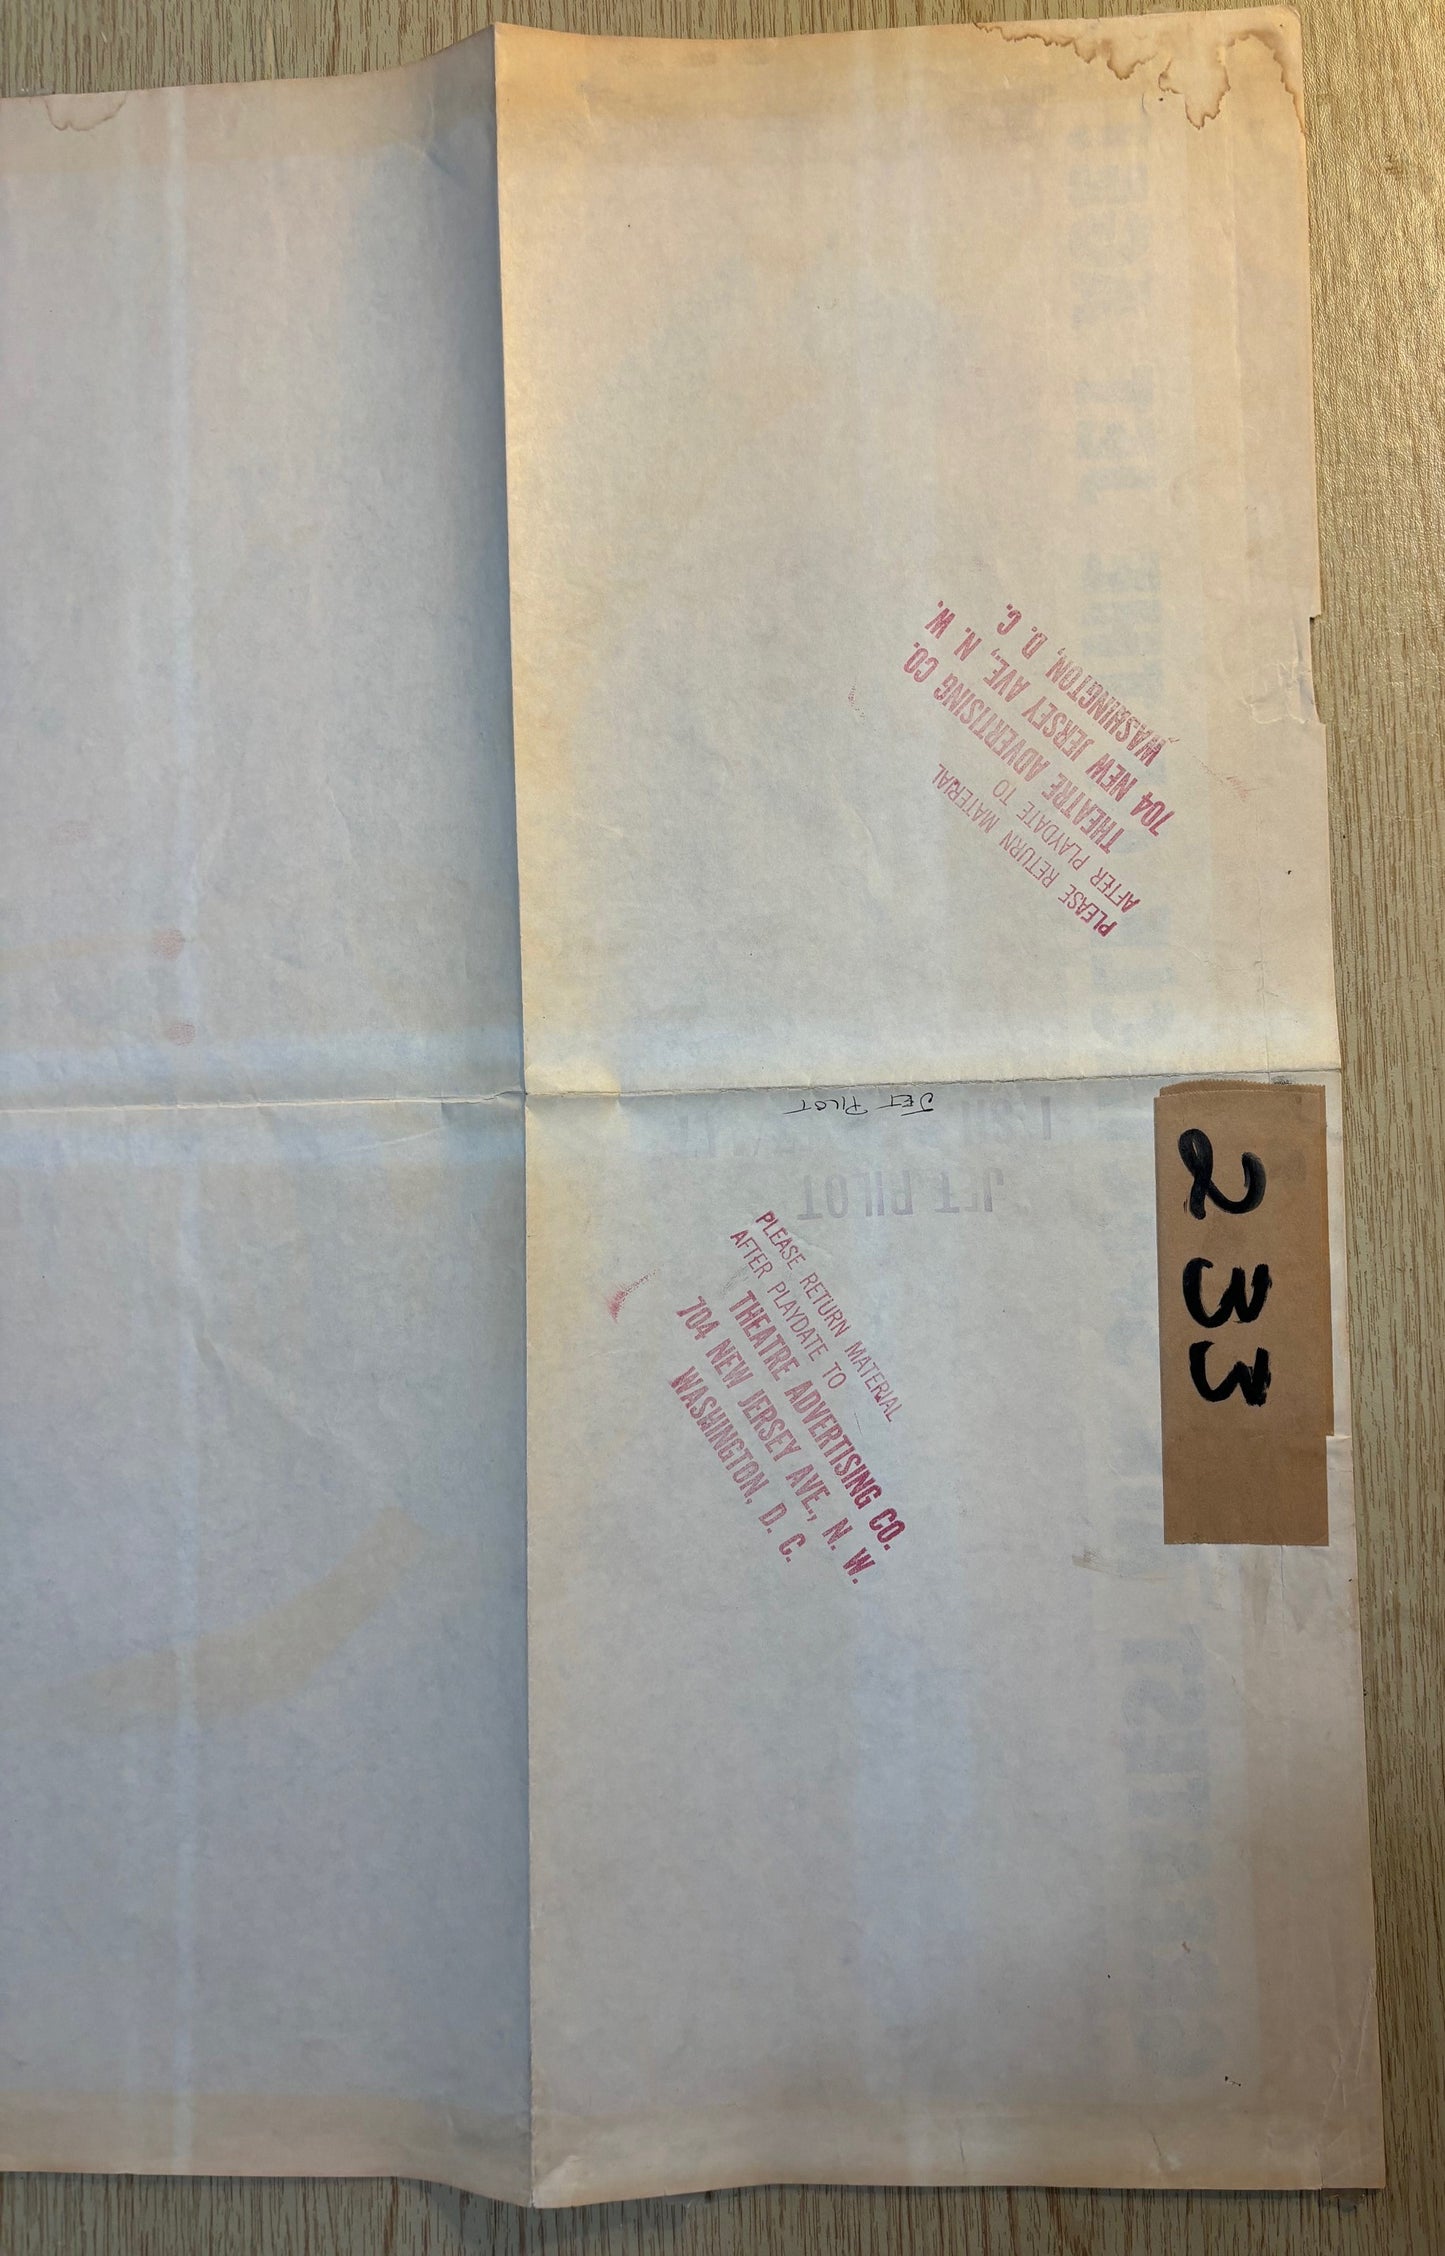 PLEASE RETURN MATERIAL
AFTER PLAYDATE TO
THEATRE ADVERTISING CO.
704 NEW JERSEY AVE., N. W.
WASHINGTON, D. C.
JET PILOT
JET PILOT
233
PLEASE RETURN MATERIAL
AFTER PLAYDATE TO
THEATRE ADVERTISING CO.
704 NEW JERSEY AVE., N. W.
WASHINGTON, D. C.